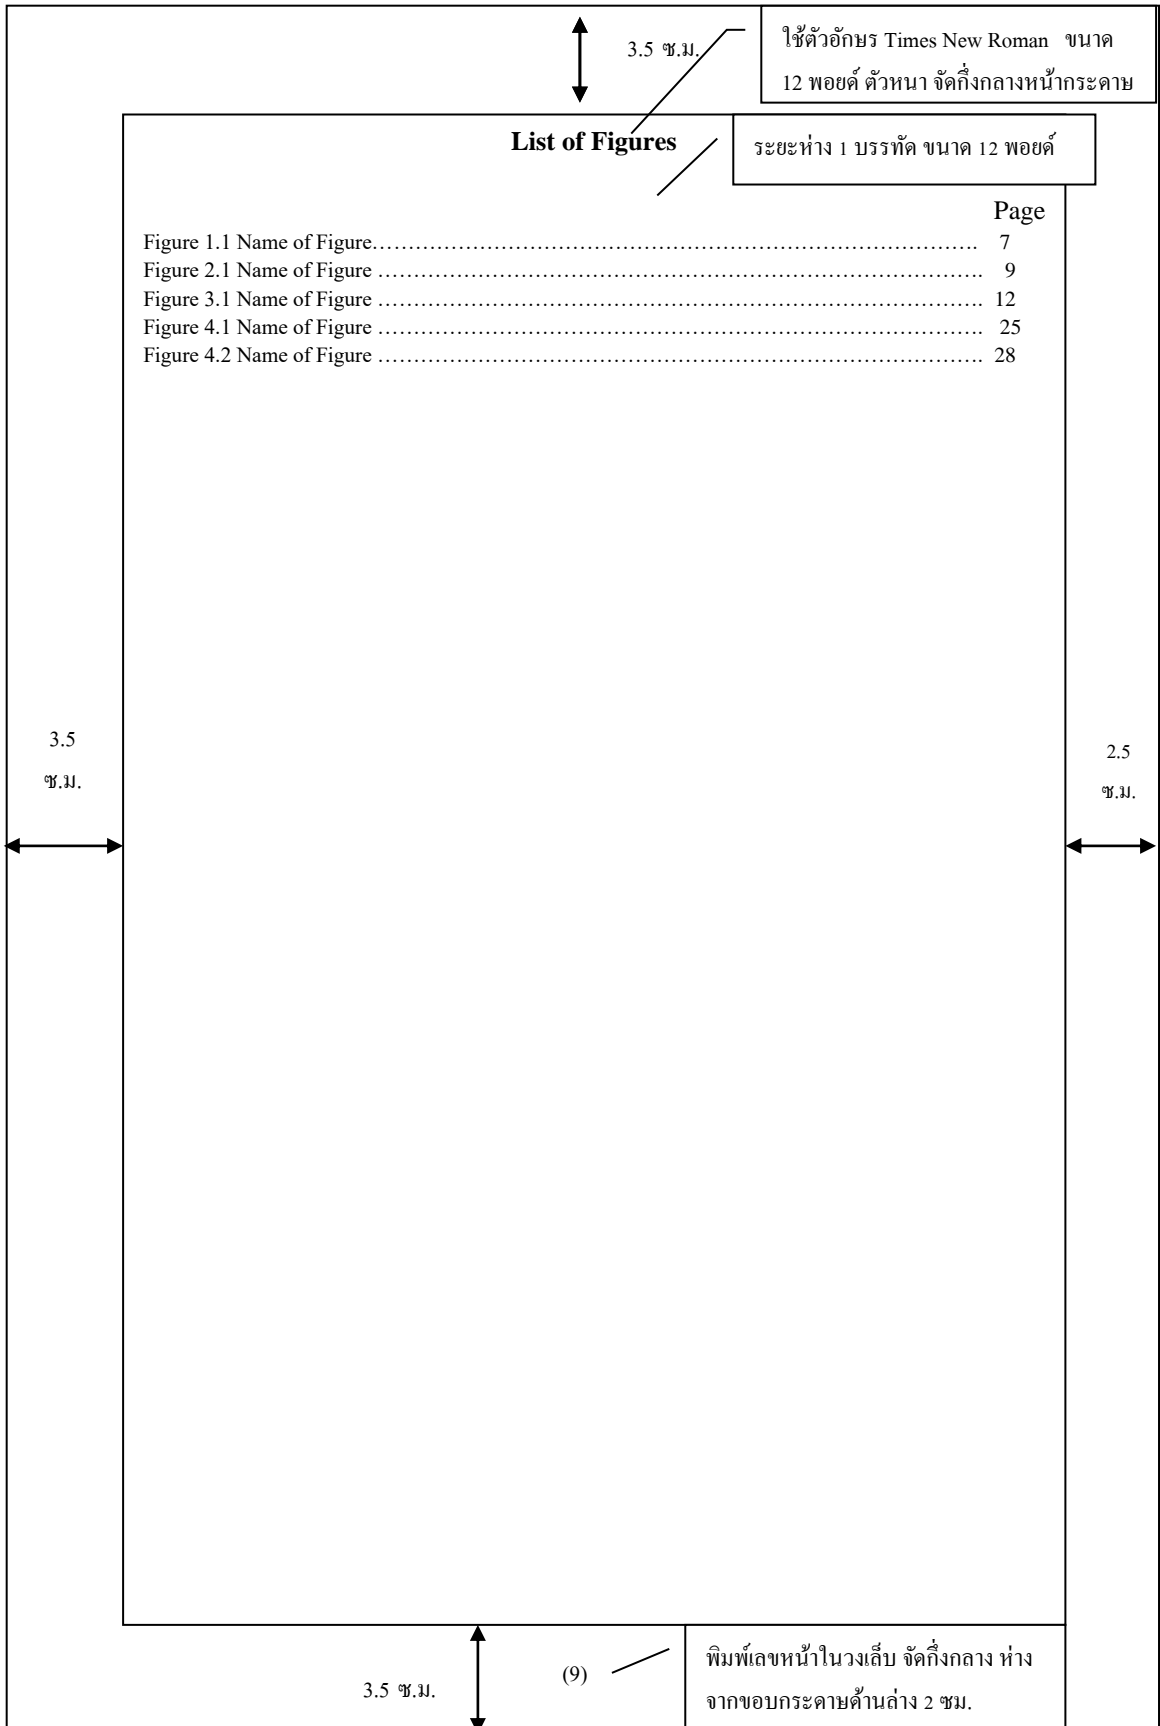 ใช้ตัวอักษร Times New Roman ขนาด
12 พอยด์ ตัวหนา จัดกึ่งกลางหน้ากระดาษ
3.5 ซ.ม.
List of Figures
ระยะห่าง 1 บรรทัด ขนาด 12 พอยด์
Page
Figure 1.1 Name of Figure…………………………………………………………………………. 7
Figure 2.1 Name of Figure …………………………………………………………………………. 9
Figure 3.1 Name of Figure …………………………………………………………………………. 12
Figure 4.1 Name of Figure …………………………………………………………………………. 25
Figure 4.2 Name of Figure …………………………………………………………………………. 28
3.5
ซ.ม.
2.5
ซ.ม.
3.5 ซ.ม.
(9)
พิมพ์เลขหน้าในวงเล็บ จัดกึ่งกลาง ห่าง
จากขอบกระดาษด้านล่าง 2 ซม.